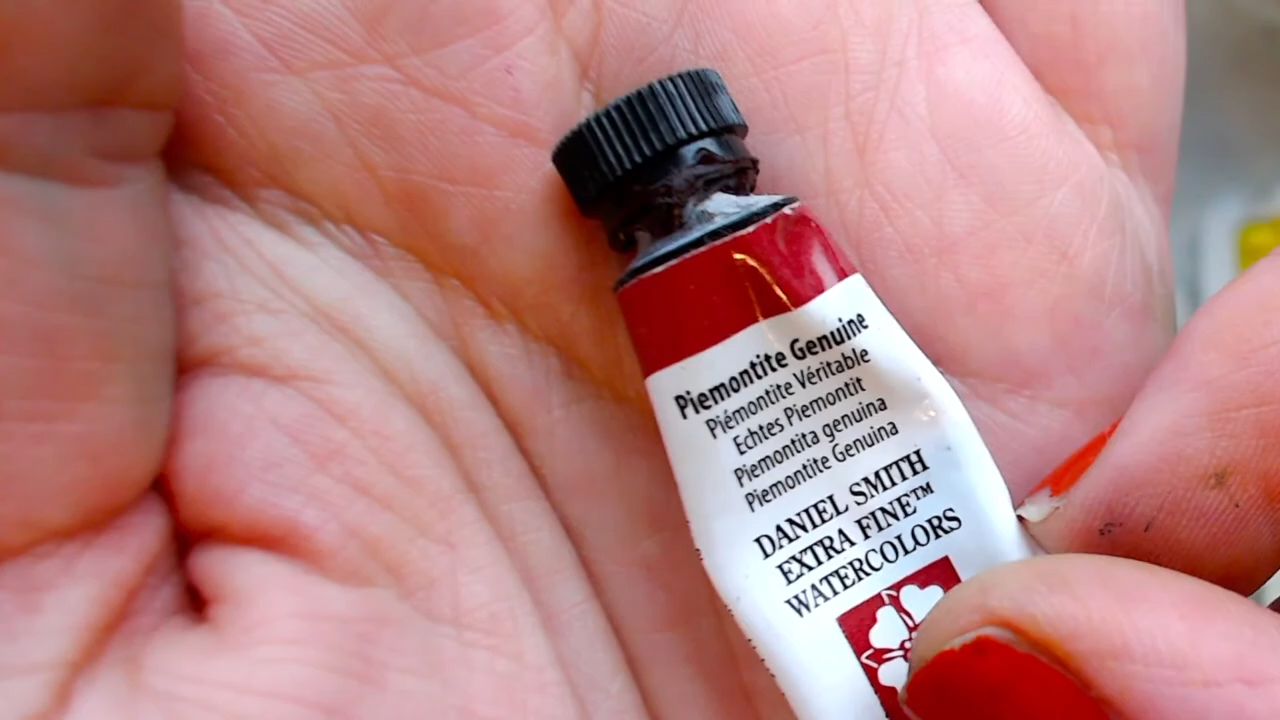 Piemontite Genuine
Piémontite Véritable
Echtes Piemontit
Piemontita genuina
Piemontite Genuina
DANIEL SMITH
EXTRA FINE™
WATERCOLORS